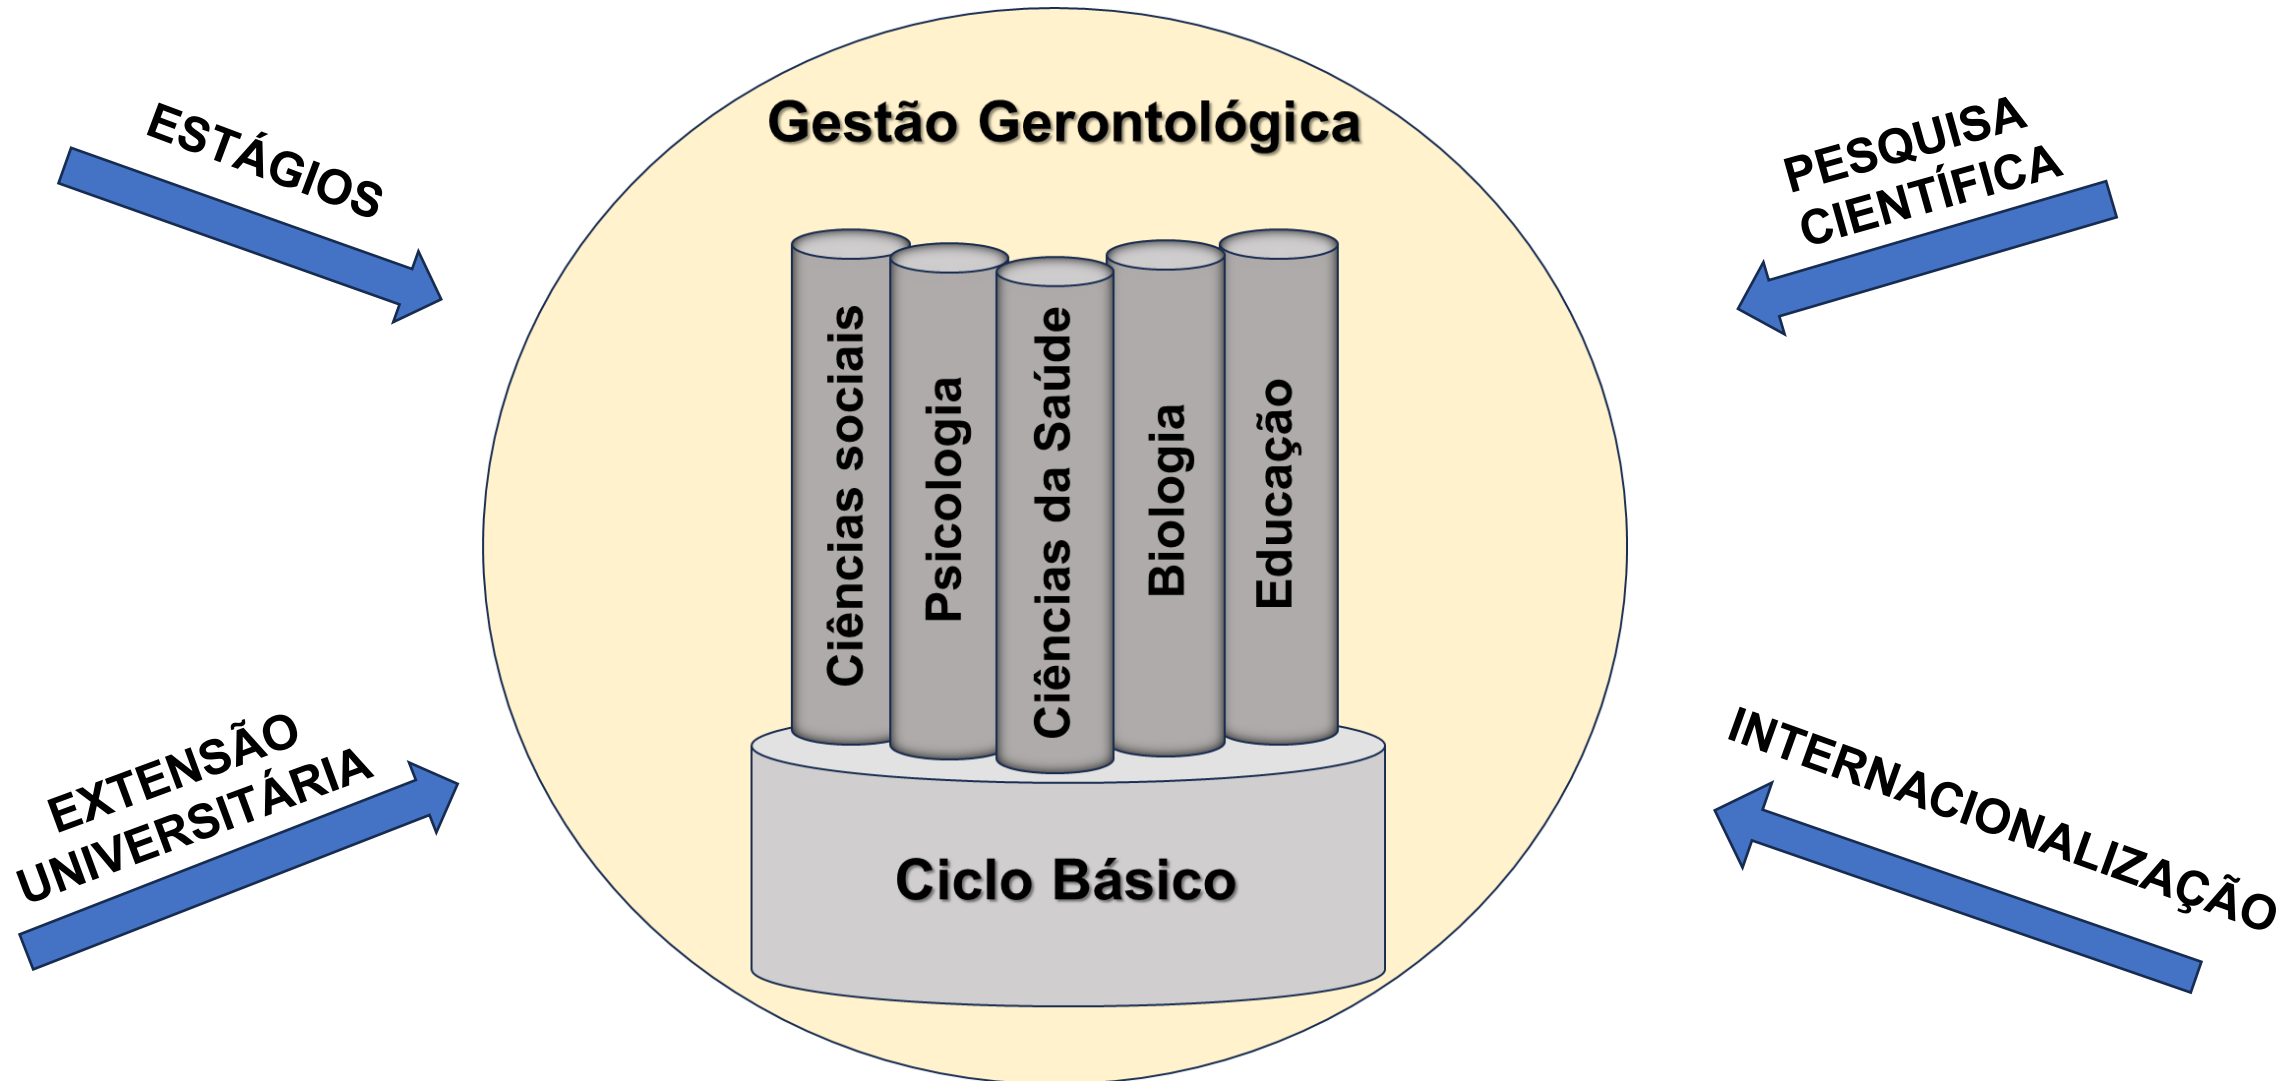 Gestão Gerontológica
ESTÁGIOS
PESQUISA
CIENTÍFICA
Ciências sociais
Psicologia
Ciências da Saúde
Biologia
Educação
EXTENSÃO
UNIVERSITÁRIA
INTERNACIONALIZAÇÃO
Ciclo Básico